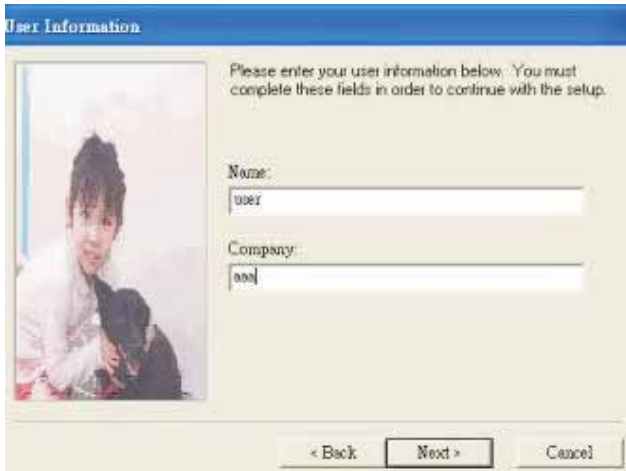 User Information
Please enter your user information below. You must
complete these fields in order to continue with the setup.
Name:
user
Company:
aaa
< Back
Next >
Cancel